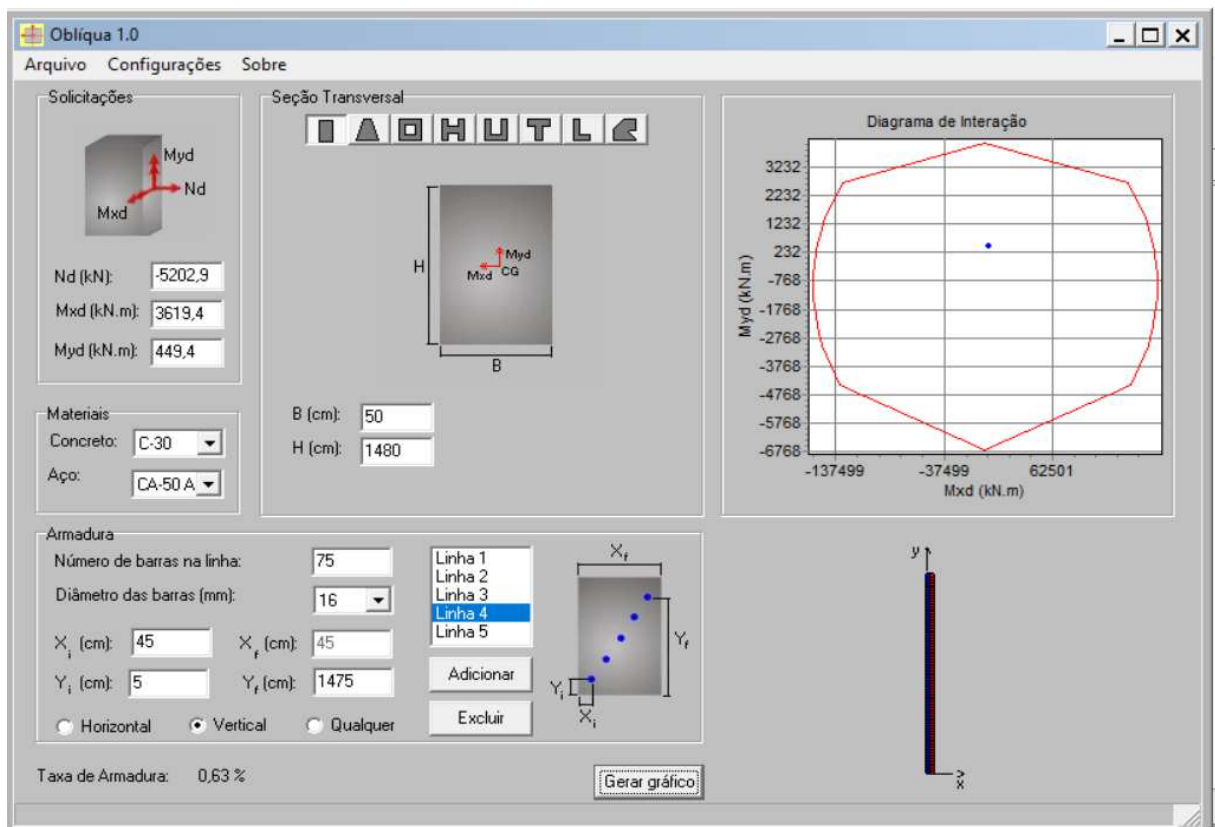 Oblíqua 1.0
Arquivo Configurações Sobre
Solicitações
Myd
Nd
Mxd
Nd (kN): -5202,9
Mxd (kN.m): 3619,4
Myd (kN.m): 449,4
Materiais
Concreto: C-30
Aço: CA-50 A
Seção Transversal
H
Myd
Mxd CG
B
B (cm): 50
H (cm): 1480
Diagrama de Interação
Myd (kN.m)
3232
2232
1232
232
-768
-1768
-2768
-3768
-4768
-5768
-6768
-137499 -37499 62501
Mxd (kN.m)
Armadura
Número de barras na linha: 75
Diâmetro das barras (mm): 16
Xi (cm): 45 Xf (cm): 45
Yi (cm): 5 Yf (cm): 1475
Horizontal Vertical Qualquer
Linha 1
Linha 2
Linha 3
Linha 4
Linha 5
Adicionar
Excluir
Xf
Yf
Yi
Xi
y
x
Taxa de Armadura: 0,63 %
Gerar gráfico